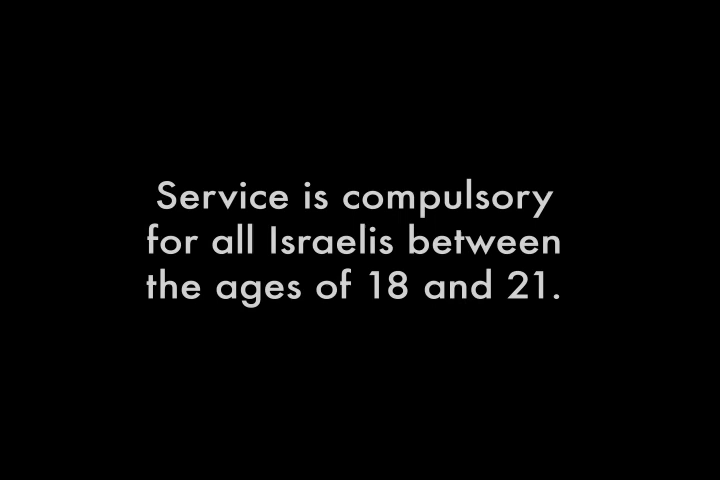 Service is compulsory
for all Israelis between
the ages of 18 and 21.